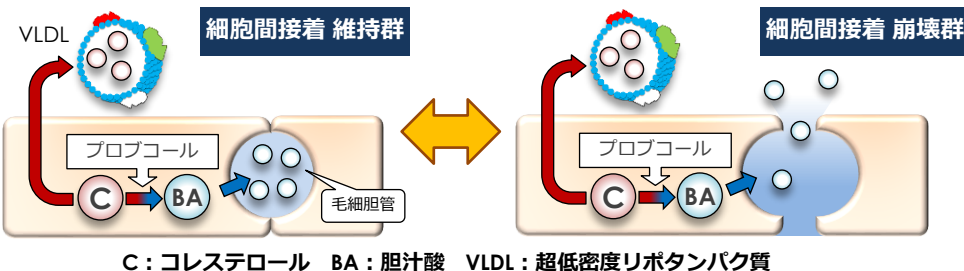 VLDL
細胞間接着 維持群
細胞間接着 崩壊群
プロブコール
C
BA
毛細胆管
プロブコール
C
BA
C：コレステロール　BA：胆汁酸　VLDL：超低密度リポタンパク質